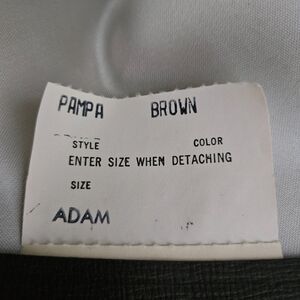 PAMPA BROWN
STYLE COLOR
ENTER SIZE WHEN DETACHING
SIZE
ADAM